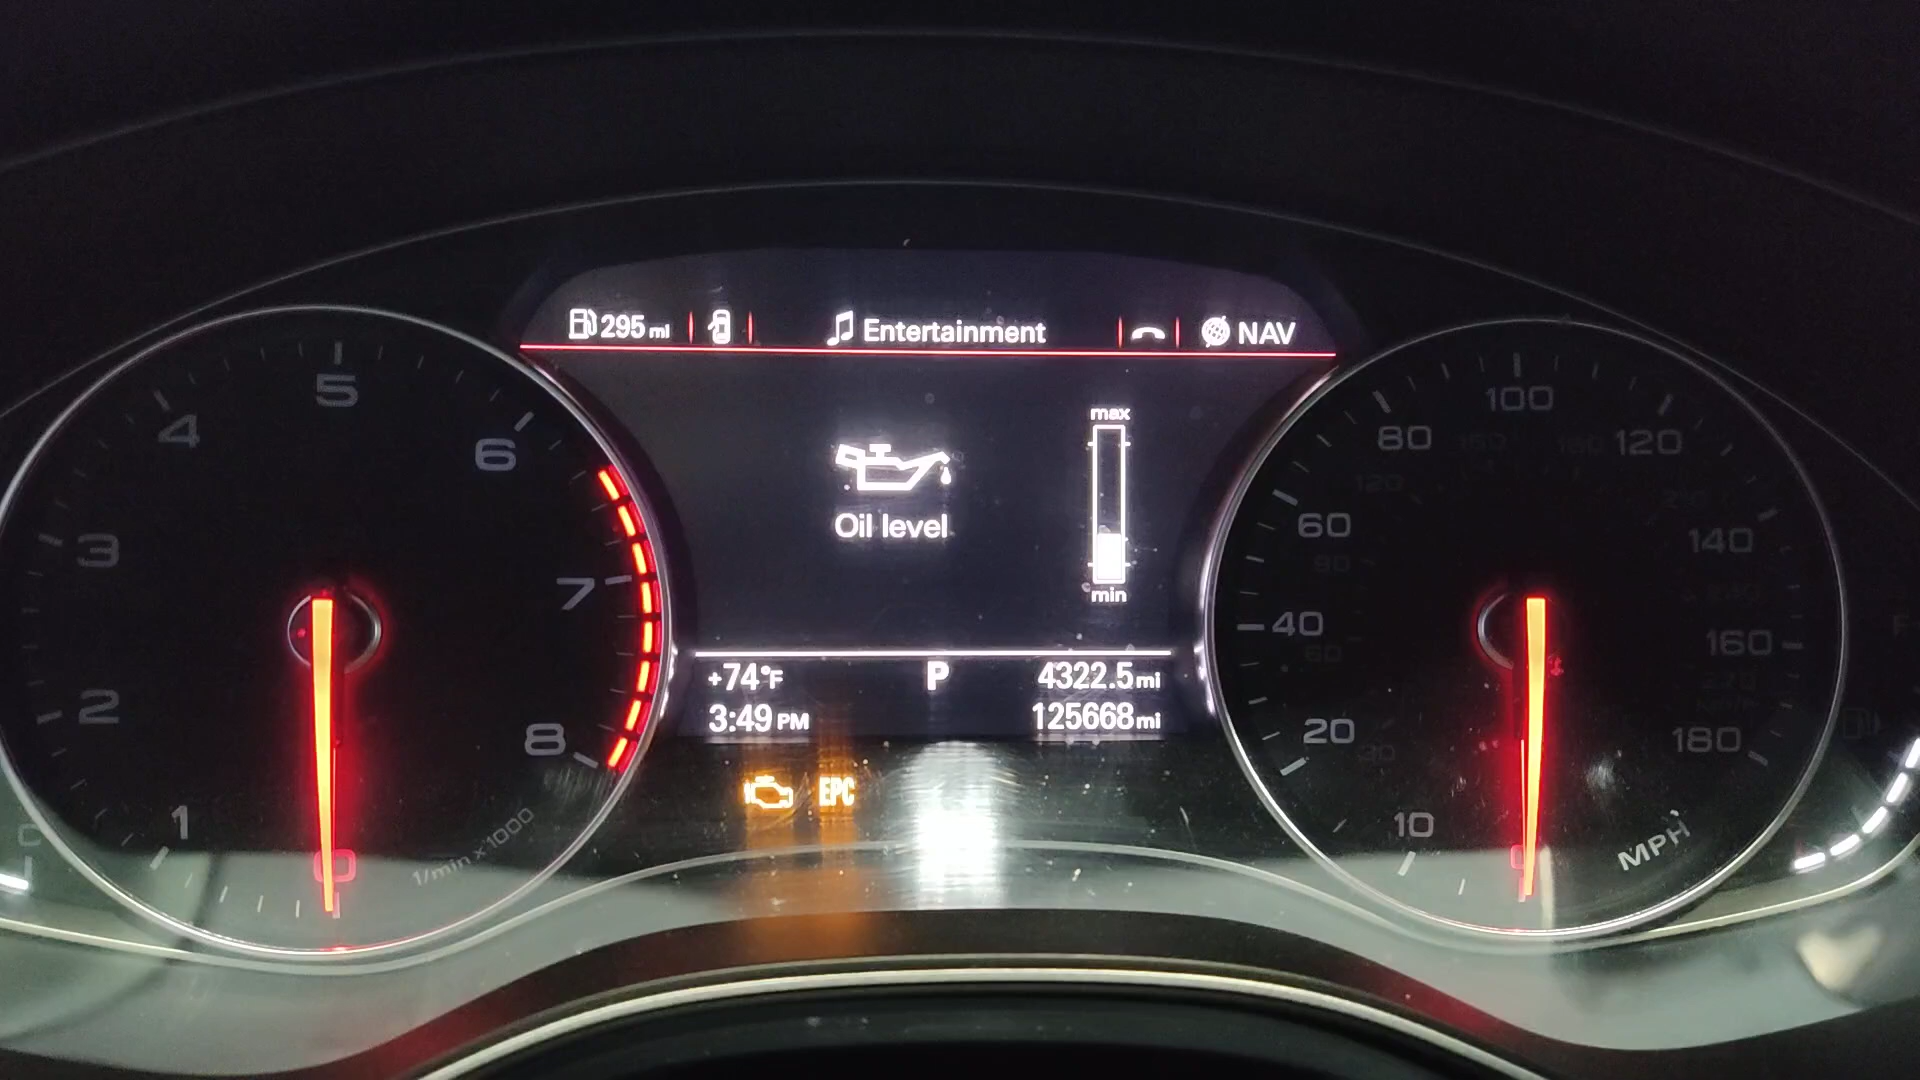 295 mi
Entertainment
NAV
max
Oil level
min
+74°F
P
4322.5 mi
3:49 PM
125668 mi
EPC
0
1
2
3
4
5
6
7
8
1/min x 1000
0
10
20
40
60
80
100
120
140
160
180
MPH
C